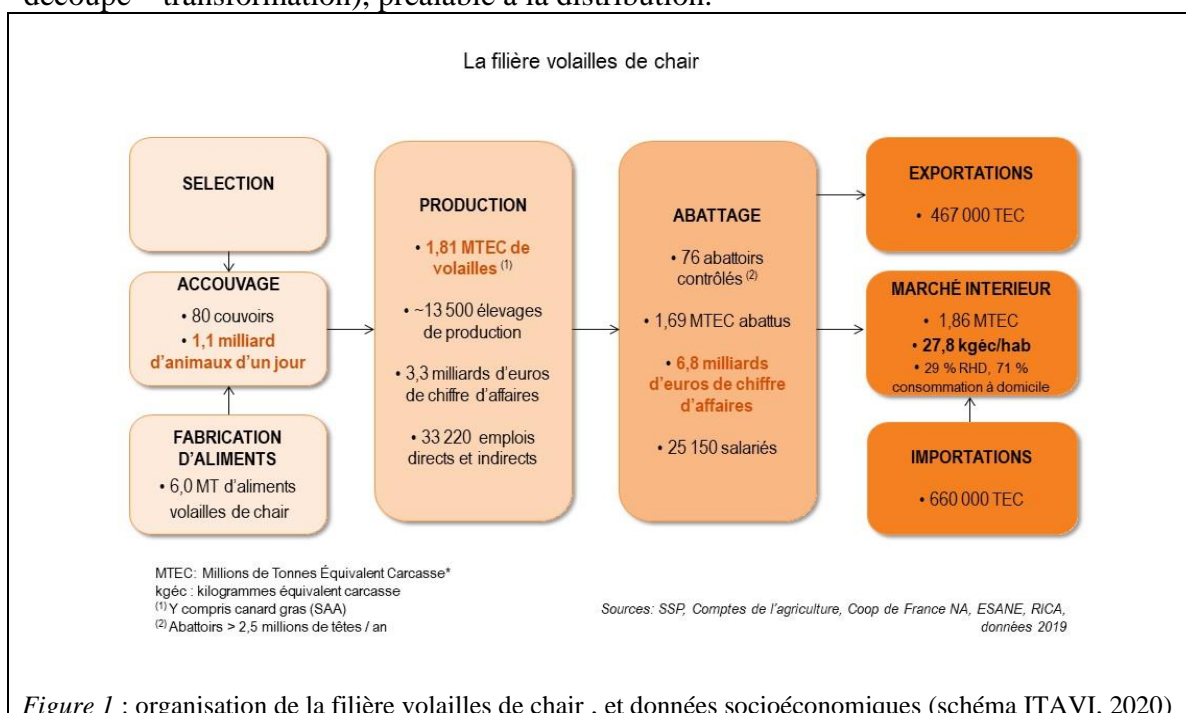 découpe – transformation), préalable à la distribution.
La filière volailles de chair
SELECTION
ACCOUVAGE
• 80 couvoirs
• 1,1 milliard
d'animaux d'un jour
FABRICATION
D'ALIMENTS
• 6,0 MT d'aliments
volailles de chair
PRODUCTION
• 1,81 MTEC de
volailles (1)
• ~13 500 élevages
de production
• 3,3 milliards d'euros
de chiffre d'affaires
• 33 220 emplois
directs et indirects
ABATTAGE
• 76 abattoirs
contrôlés (2)
• 1,69 MTEC abattus
• 6,8 milliards
d'euros de chiffre
d'affaires
• 25 150 salariés
EXPORTATIONS
• 467 000 TEC
MARCHÉ INTERIEUR
• 1,86 MTEC
• 27,8 kgéc/hab
• 29 % RHD, 71 %
consommation à domicile
IMPORTATIONS
• 660 000 TEC
MTEC: Millions de Tonnes Équivalent Carcasse*
kgéc : kilogrammes équivalent carcasse
(1) Y compris canard gras (SAA)
(2) Abattoirs > 2,5 millions de têtes / an
Sources: SSP, Comptes de l'agriculture, Coop de France NA, ESANE, RICA,
données 2019
Figure 1 : organisation de la filière volailles de chair , et données socioéconomiques (schéma ITAVI, 2020)